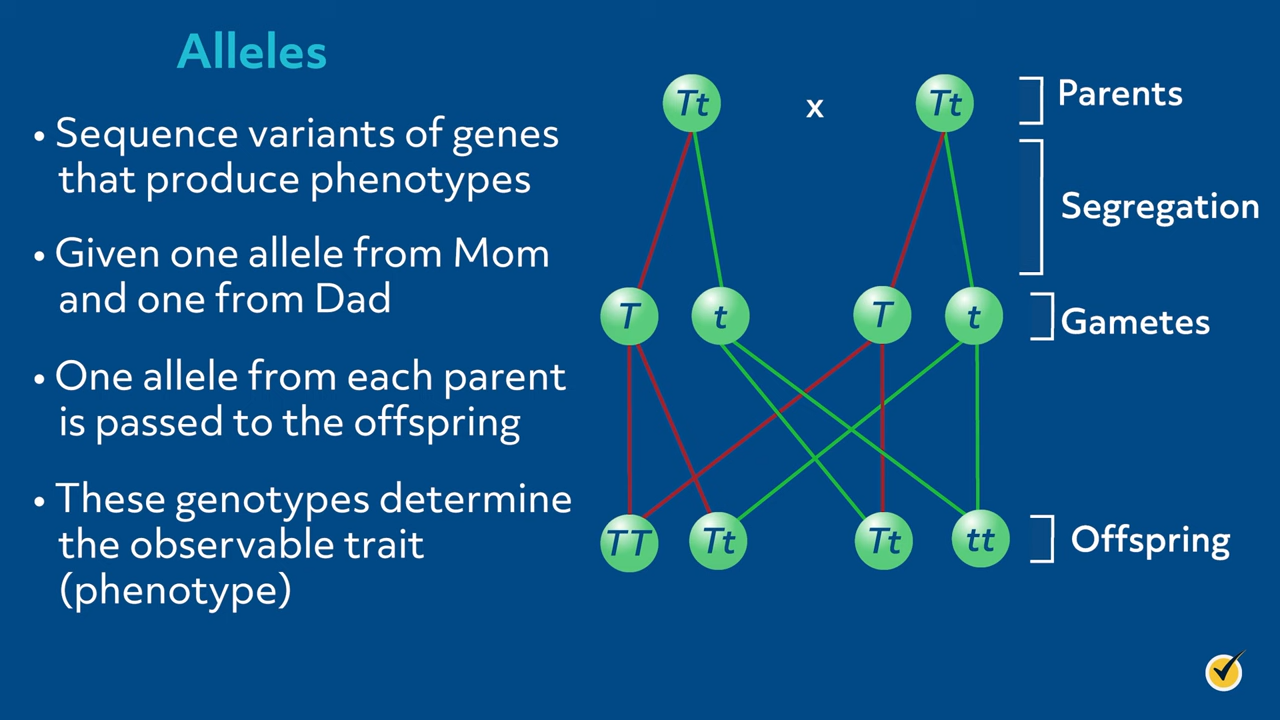 Alleles
• Sequence variants of genes
that produce phenotypes
• Given one allele from Mom
and one from Dad
• One allele from each parent
is passed to the offspring
• These genotypes determine
the observable trait
(phenotype)
Tt x Tt Parents
Segregation
T t T t Gametes
TT Tt Tt tt Offspring